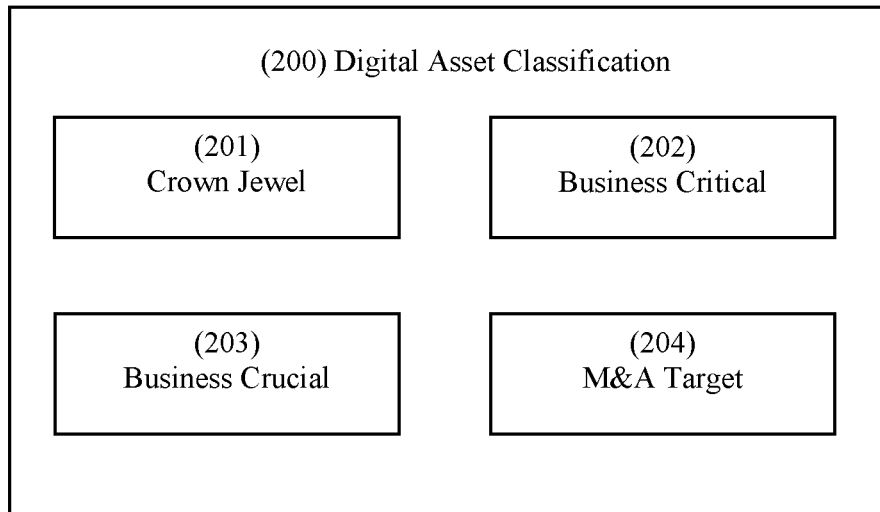 (200) Digital Asset Classification
(201)
Crown Jewel
(202)
Business Critical
(203)
Business Crucial
(204)
M&A Target